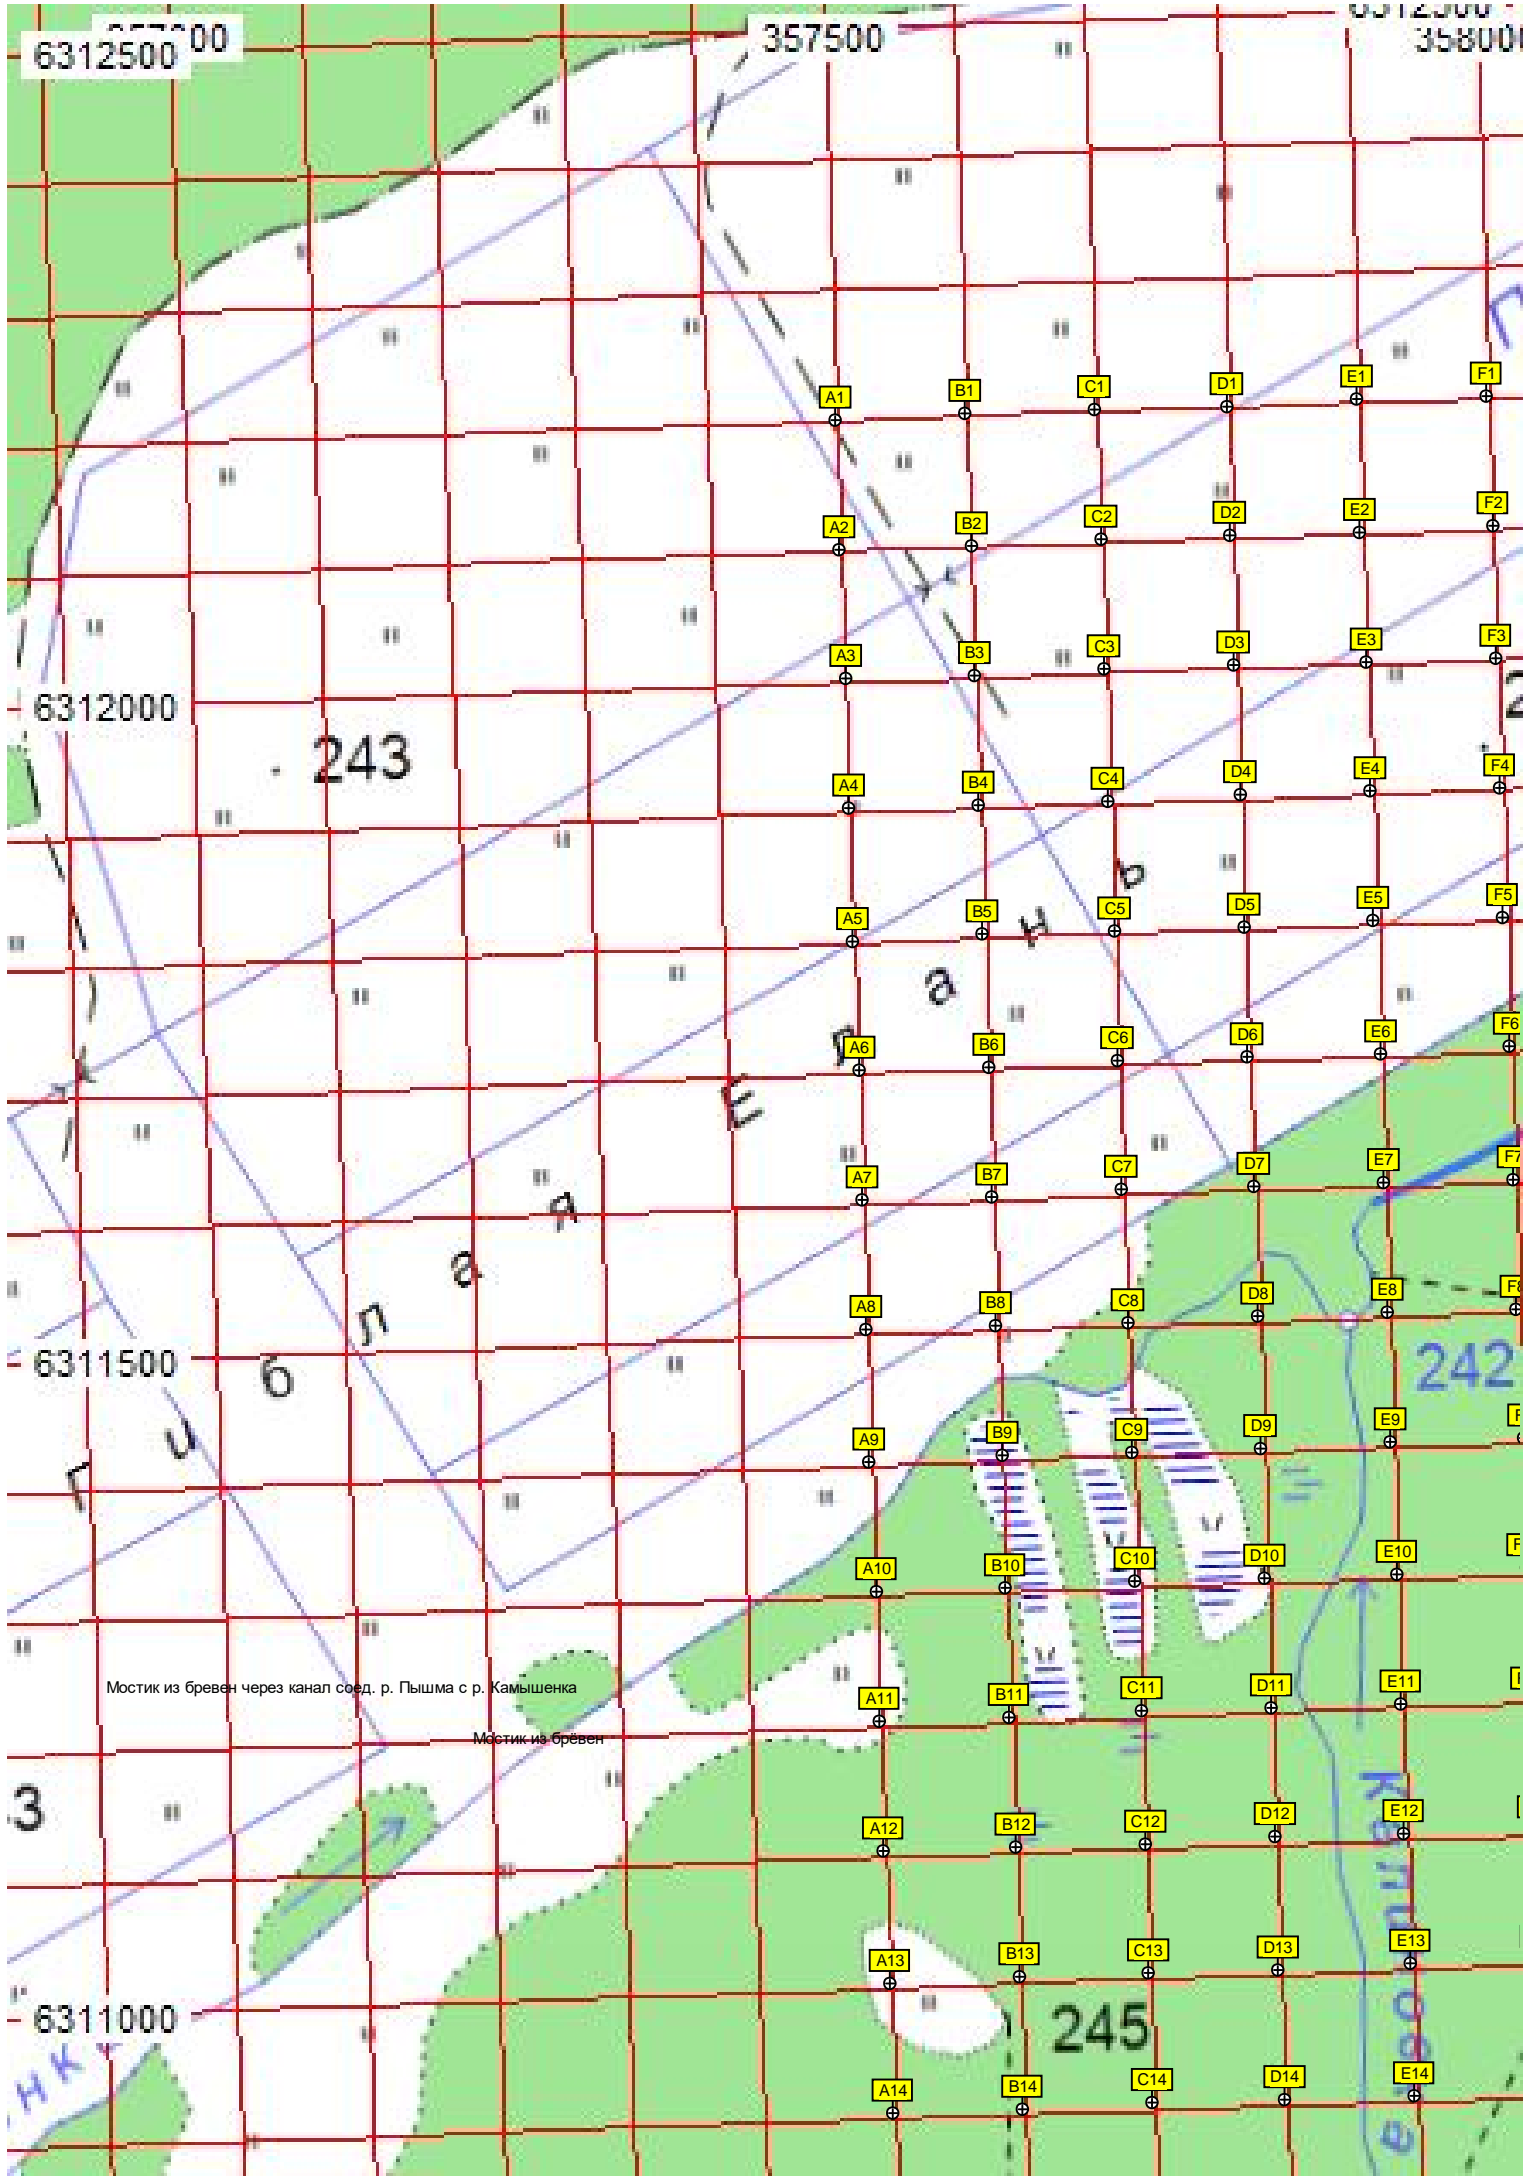 6312500
357500
358000
6312500
A1 B1 C1 D1 E1 F1
A2 B2 C2 D2 E2 F2
A3 B3 C3 D3 E3 F3
6312000
243
A4 B4 C4 D4 E4 F4
A5 B5 C5 D5 E5 F5
A6 B6 C6 D6 E6 F6
A7 B7 C7 D7 E7 F7
A8 B8 C8 D8 E8 F8
6311500
Гиблая Елань
242
A9 B9 C9 D9 E9
A10 B10 C10 D10 E10
Мостик из бревен через канал соед. р. Пышма с р. Камышенка
A11 B11 C11 D11 E11
Мостик из брёвен
A12 B12 C12 D12 E12
A13 B13 C13 D13 E13
6311000
245
A14 B14 C14 D14 E14